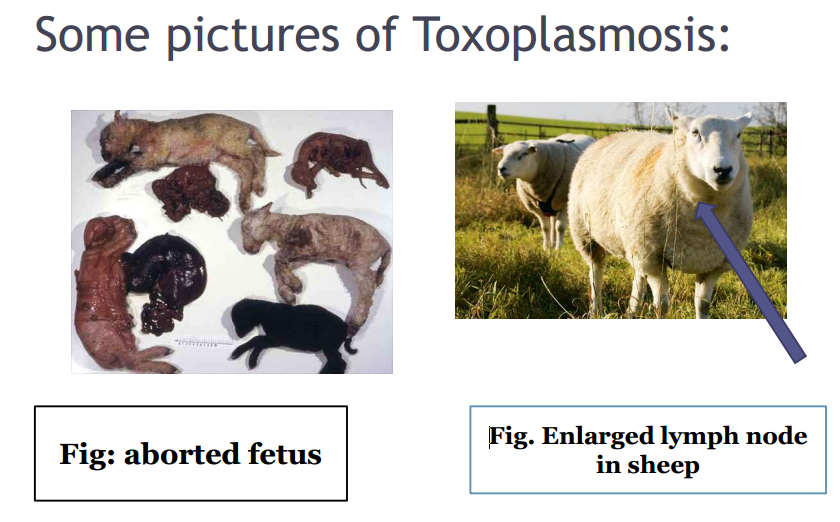 Some pictures of Toxoplasmosis:
Fig: aborted fetus
Fig. Enlarged lymph node
in sheep